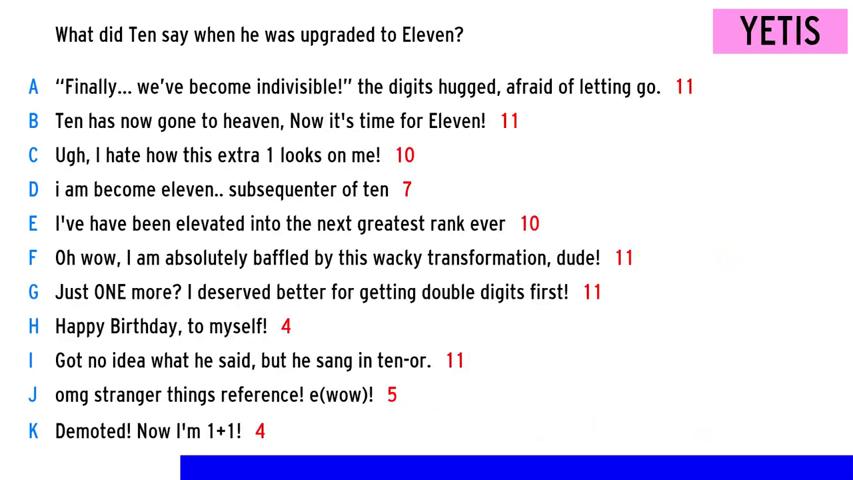 What did Ten say when he was upgraded to Eleven?
YETIS
A “Finally... we’ve become indivisible!” the digits hugged, afraid of letting go. 11
B Ten has now gone to heaven, Now it's time for Eleven! 11
C Ugh, I hate how this extra 1 looks on me! 10
D i am become eleven.. subsequenter of ten 7
E I've have been elevated into the next greatest rank ever 10
F Oh wow, I am absolutely baffled by this wacky transformation, dude! 11
G Just ONE more? I deserved better for getting double digits first! 11
H Happy Birthday, to myself! 4
I Got no idea what he said, but he sang in ten-or. 11
J omg stranger things reference! e(wow)! 5
K Demoted! Now I'm 1+1! 4